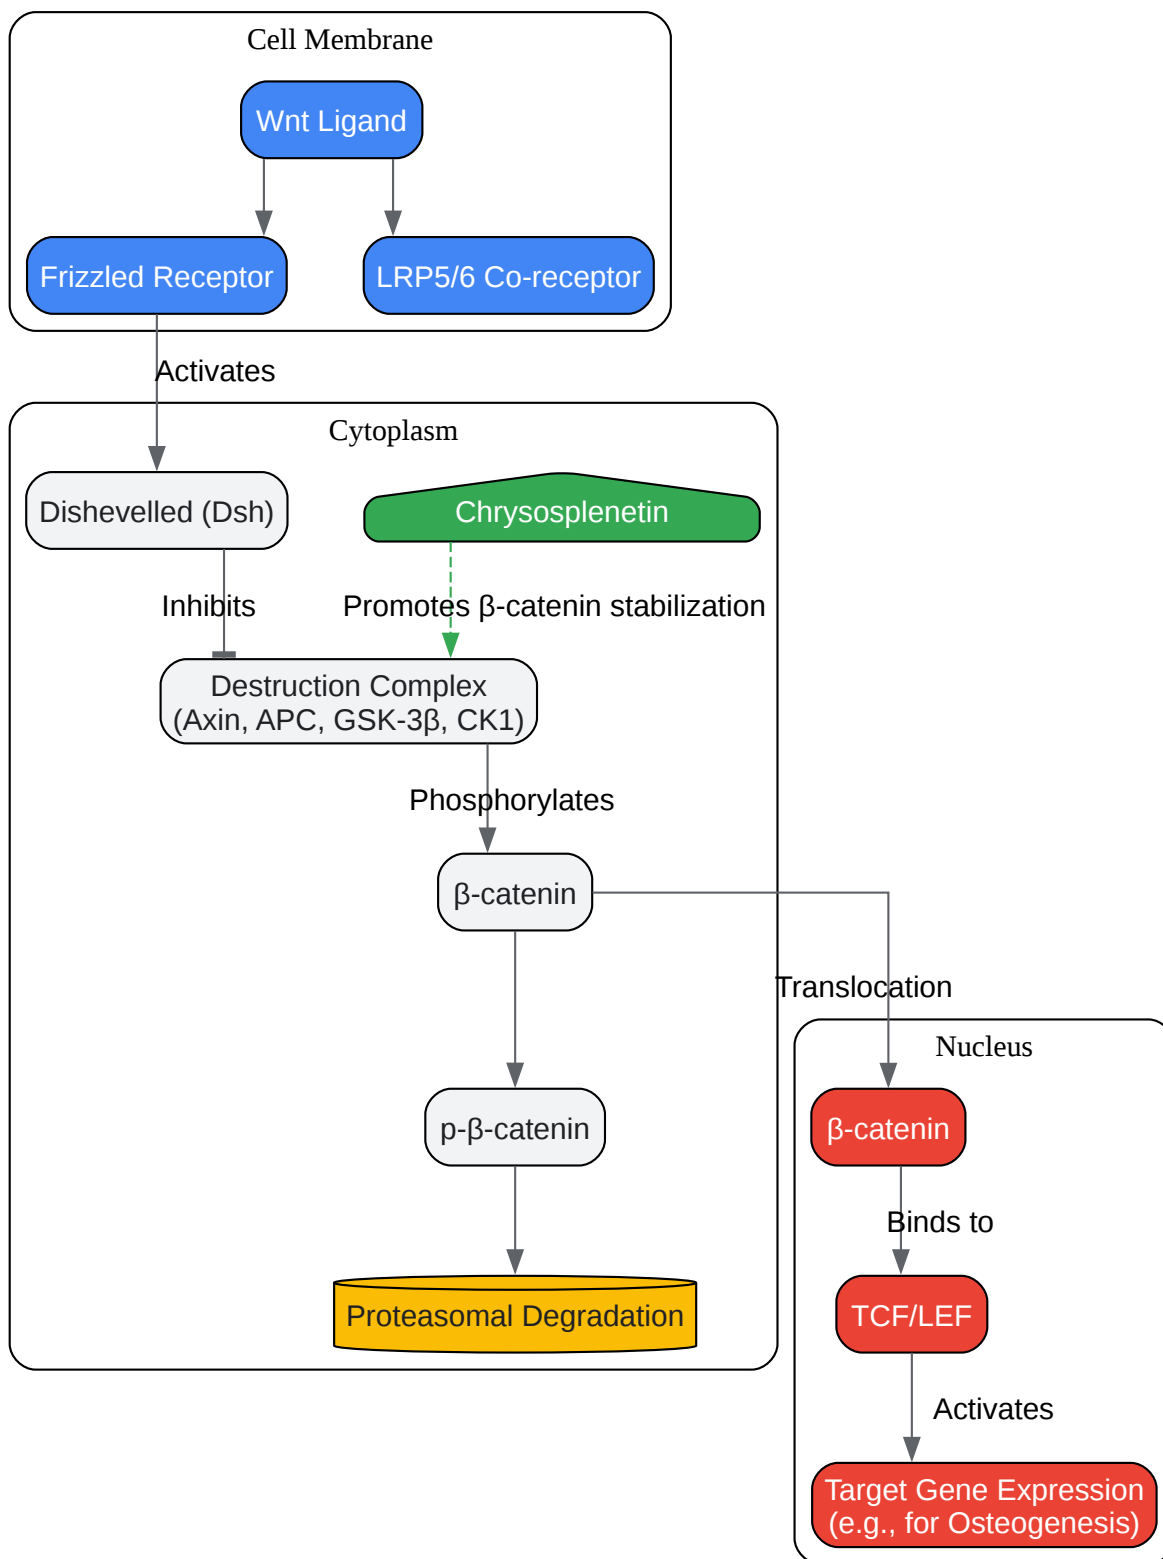 Cell Membrane
Wnt Ligand
Frizzled Receptor
LRP5/6 Co-receptor
Activates
Cytoplasm
Dishevelled (Dsh)
Chrysosplenetin
Inhibits
Promotes β-catenin stabilization
Destruction Complex
(Axin, APC, GSK-3β, CK1)
Phosphorylates
β-catenin
Translocation
Nucleus
p-β-catenin
β-catenin
Binds to
Proteasomal Degradation
TCF/LEF
Activates
Target Gene Expression
(e.g., for Osteogenesis)